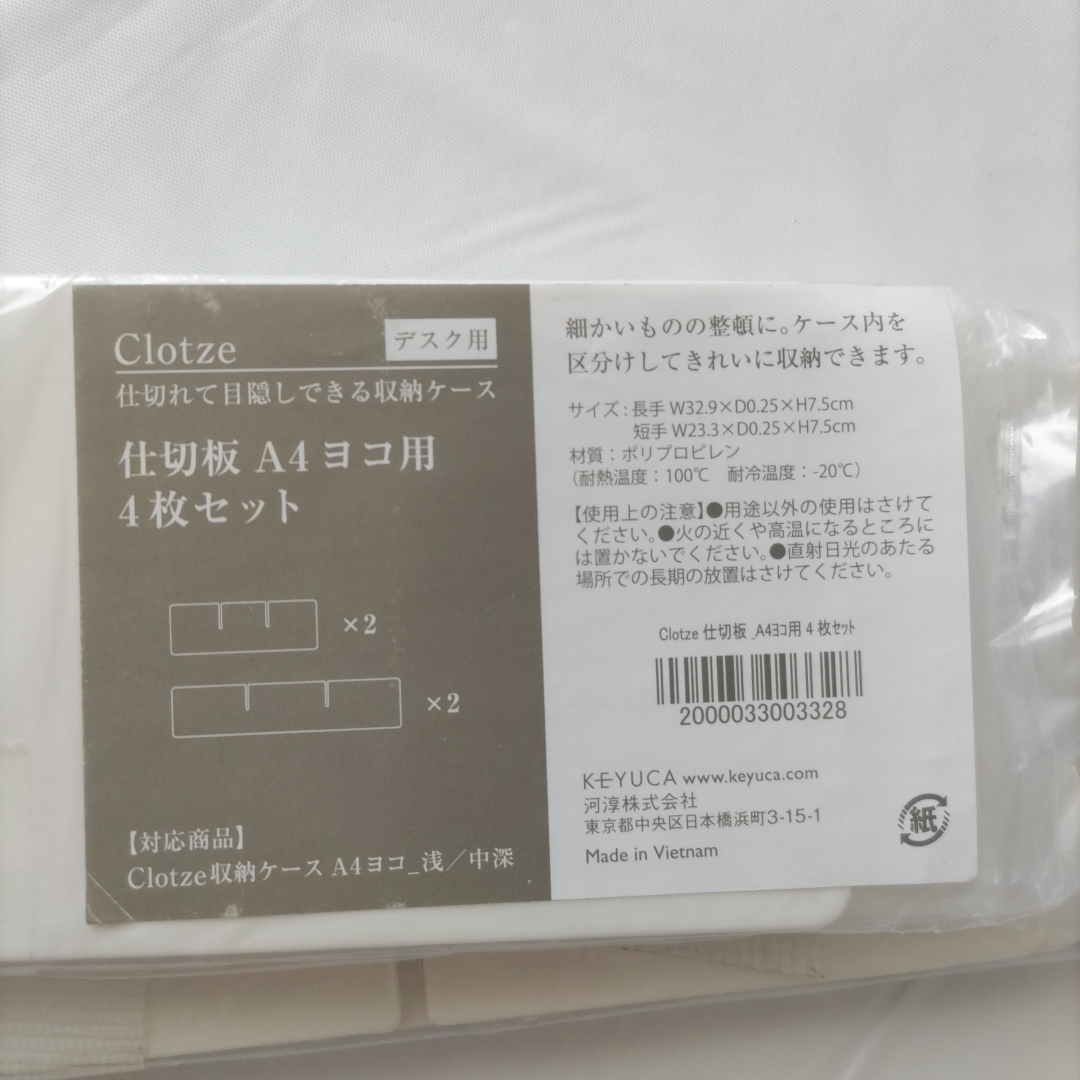 Clotze
デスク用
仕切れて目隠しできる収納ケース
仕切板 A4ヨコ用
4枚セット
×2
×2
【対応商品】
Clotze収納ケース A4ヨコ_浅／中深
細かいものの整頓に。ケース内を
区分けしてきれいに収納できます。
サイズ：長手 W32.9×D0.25×H7.5cm
短手 W23.3×D0.25×H7.5cm
材質：ポリプロピレン
（耐熱温度：100℃　耐冷温度：-20℃）
【使用上の注意】●用途以外の使用はさけて
ください。●火の近くや高温になるところに
は置かないでください。●直射日光のあたる
場所での長期の放置はさけてください。
Clotze 仕切板 _A4ﾖｺ用 4 枚ｾｯﾄ
2000033003328
KEYUCA www.keyuca.com
河淳株式会社
東京都中央区日本橋浜町3-15-1
Made in Vietnam
紙